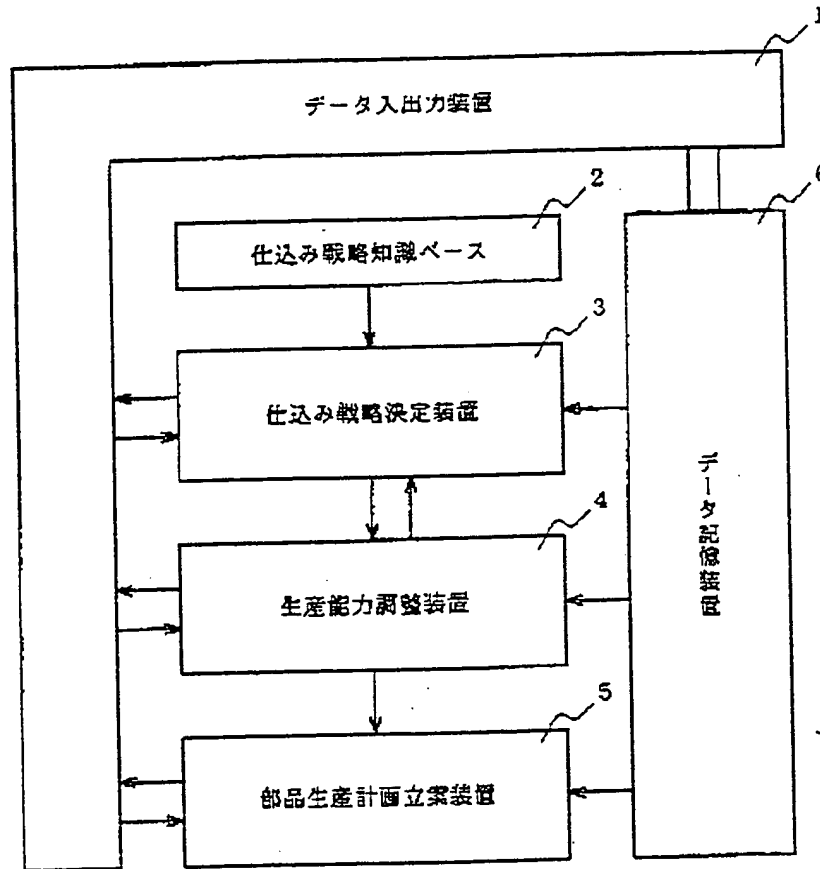 1
データ入出力装置
6
2
仕込み戦略知識ベース
3
仕込み戦略決定装置
データ記憶装置
4
生産能力調整装置
5
部品生産計画立案装置